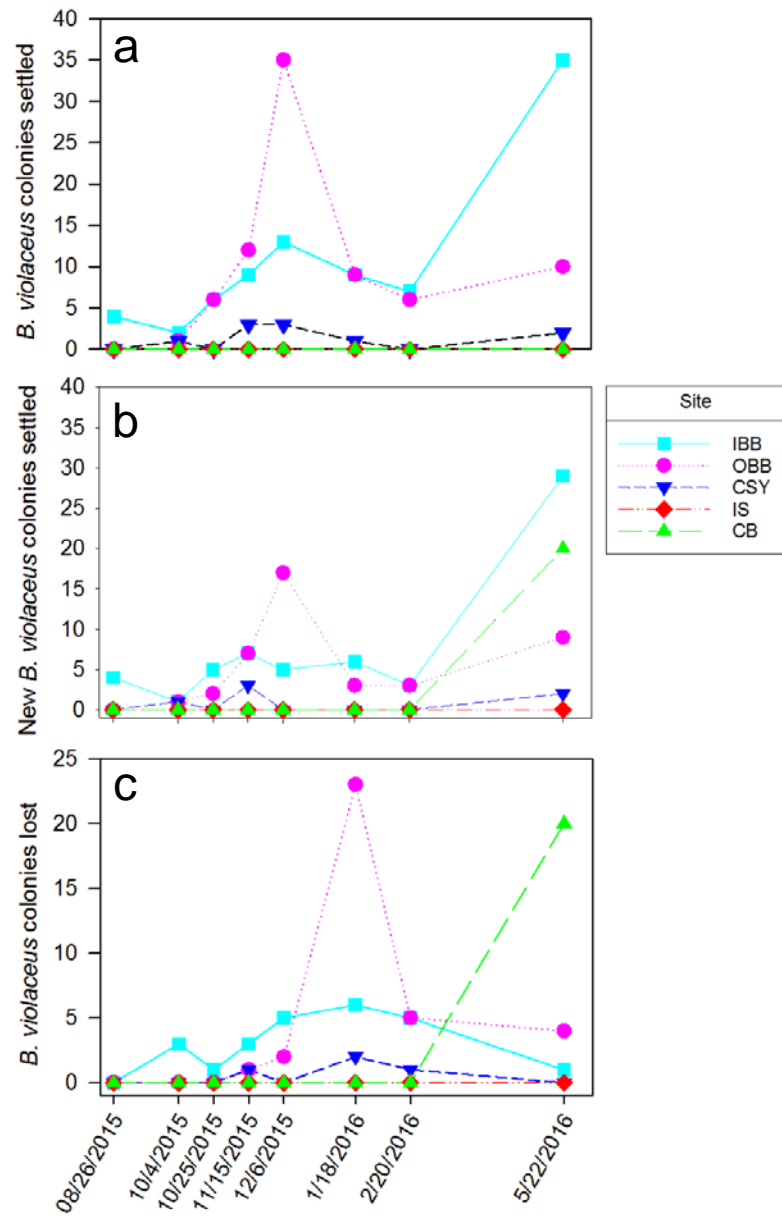 a
B. violaceus colonies settled
40
35
30
25
20
15
10
5
0
b
New B. violaceus colonies settled
40
35
30
25
20
15
10
5
0
Site
IBB
OBB
CSY
IS
CB
c
B. violaceus colonies lost
25
20
15
10
5
0
08/26/2015
10/4/2015
10/25/2015
11/15/2015
12/6/2015
1/18/2016
2/20/2016
5/22/2016